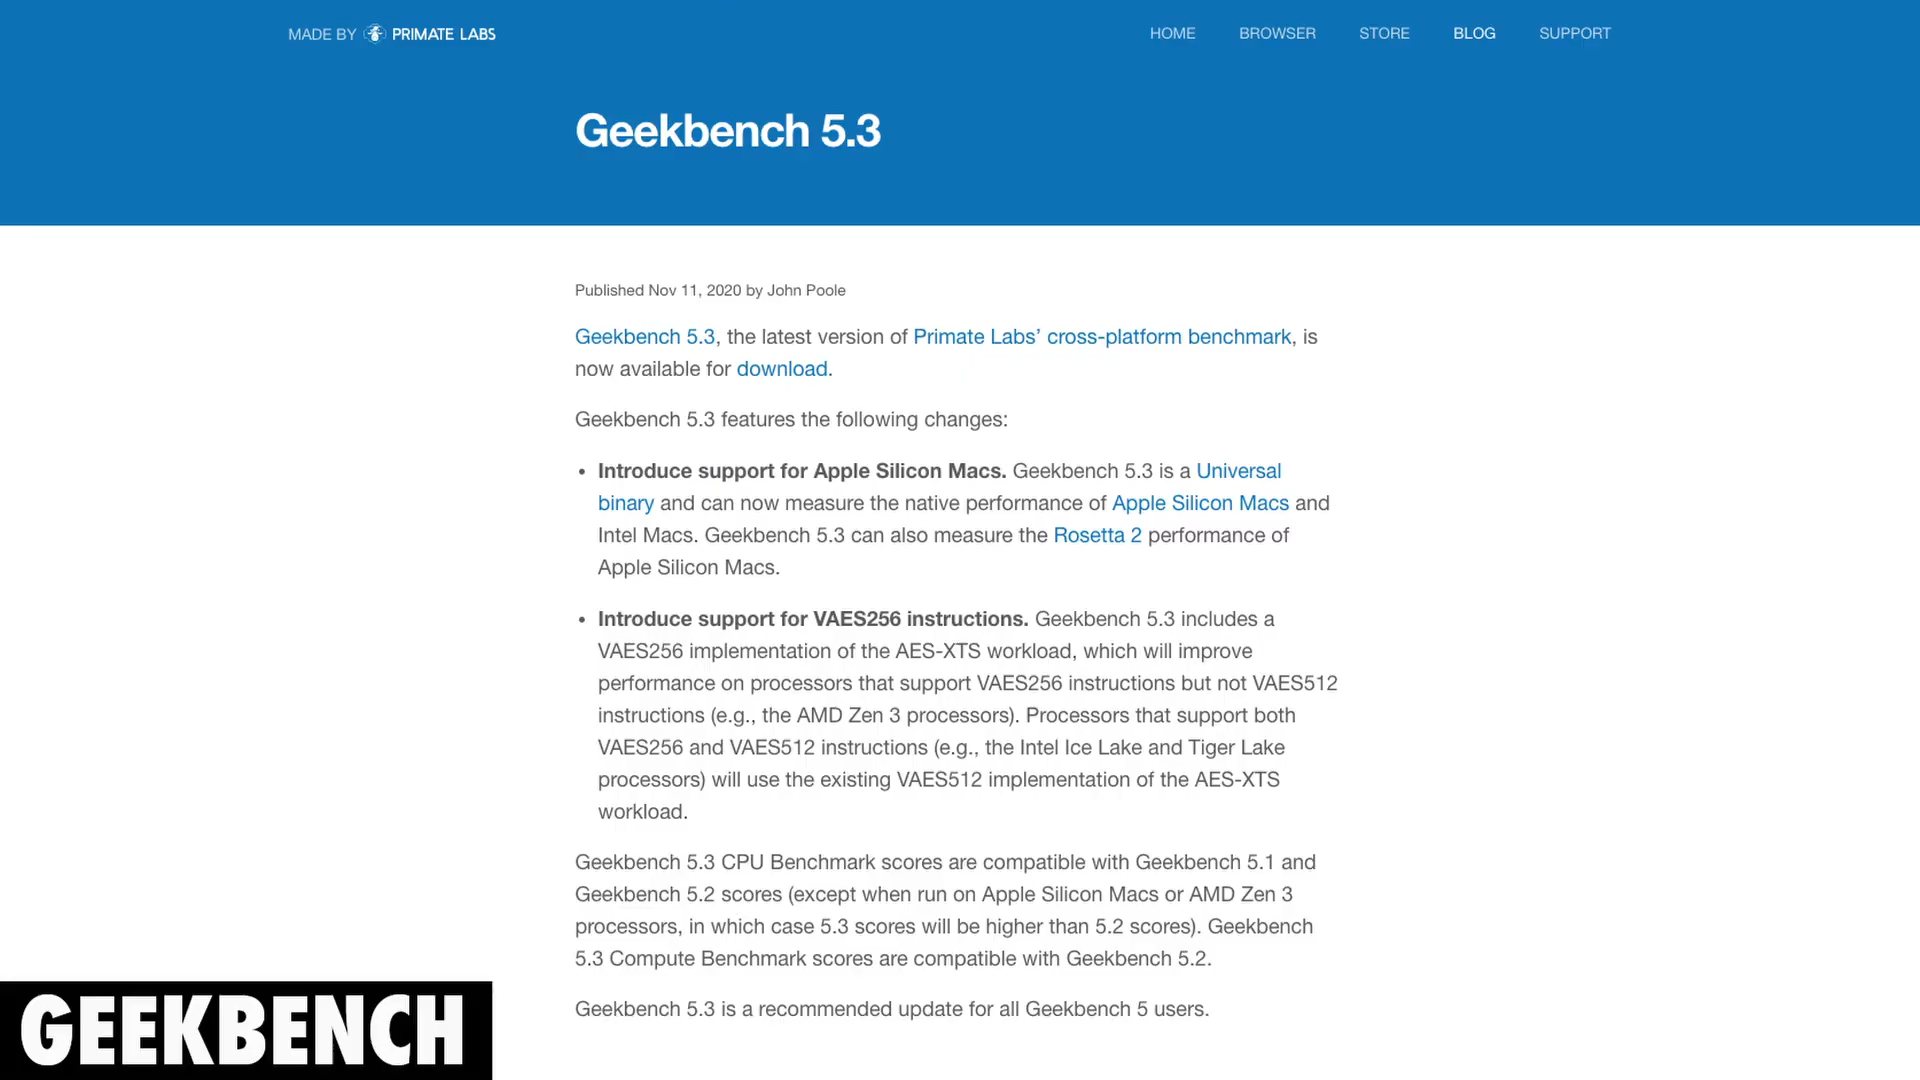 MADE BY PRIMATE LABS
HOME BROWSER STORE BLOG SUPPORT
Geekbench 5.3
Published Nov 11, 2020 by John Poole
Geekbench 5.3, the latest version of Primate Labs’ cross-platform benchmark, is
now available for download.
Geekbench 5.3 features the following changes:
• Introduce support for Apple Silicon Macs. Geekbench 5.3 is a Universal
binary and can now measure the native performance of Apple Silicon Macs and
Intel Macs. Geekbench 5.3 can also measure the Rosetta 2 performance of
Apple Silicon Macs.
• Introduce support for VAES256 instructions. Geekbench 5.3 includes a
VAES256 implementation of the AES-XTS workload, which will improve
performance on processors that support VAES256 instructions but not VAES512
instructions (e.g., the AMD Zen 3 processors). Processors that support both
VAES256 and VAES512 instructions (e.g., the Intel Ice Lake and Tiger Lake
processors) will use the existing VAES512 implementation of the AES-XTS
workload.
Geekbench 5.3 CPU Benchmark scores are compatible with Geekbench 5.1 and
Geekbench 5.2 scores (except when run on Apple Silicon Macs or AMD Zen 3
processors, in which case 5.3 scores will be higher than 5.2 scores). Geekbench
5.3 Compute Benchmark scores are compatible with Geekbench 5.2.
Geekbench 5.3 is a recommended update for all Geekbench 5 users.
GEEKBENCH